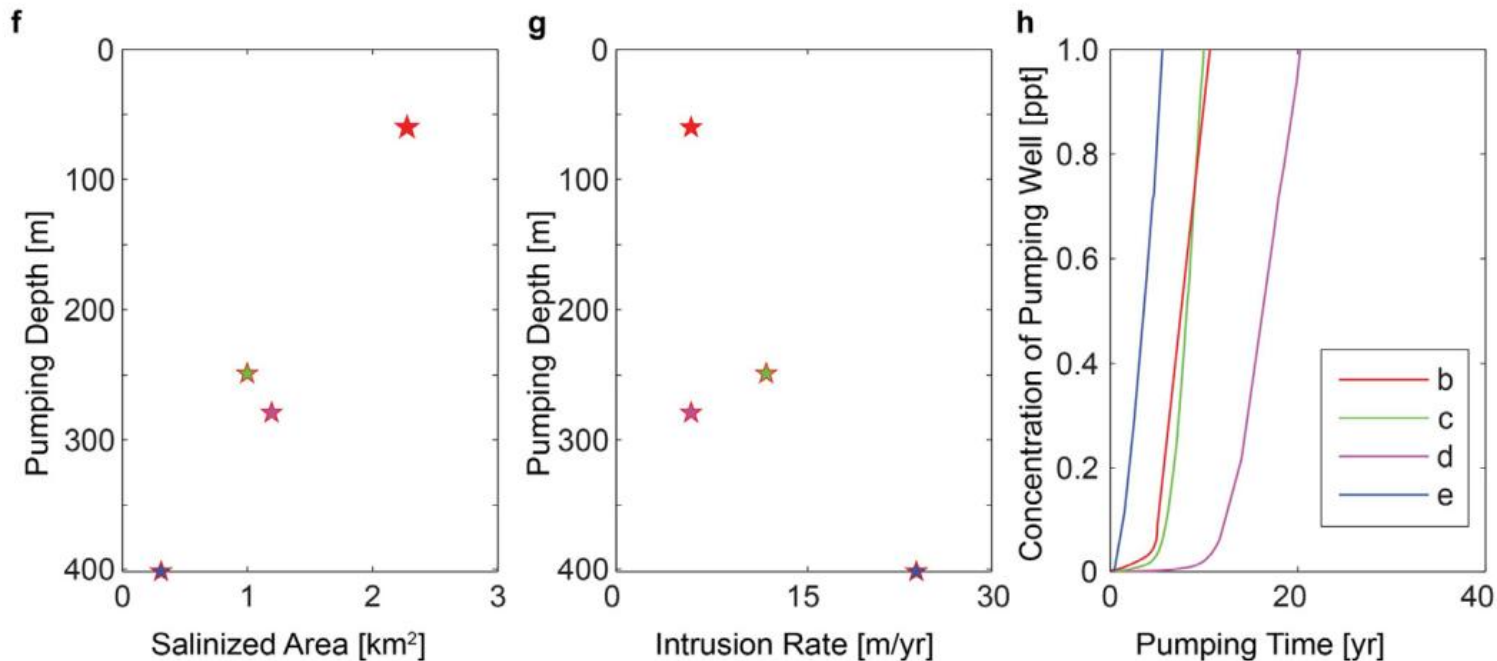 f
0
100
200
300
400
Pumping Depth [m]
0
1
2
3
Salinized Area [km²]
g
0
100
200
300
400
Pumping Depth [m]
0
15
30
Intrusion Rate [m/yr]
h
1.0
0.8
0.6
0.4
0.2
0
Concentration of Pumping Well [ppt]
b
c
d
e
0
20
40
Pumping Time [yr]